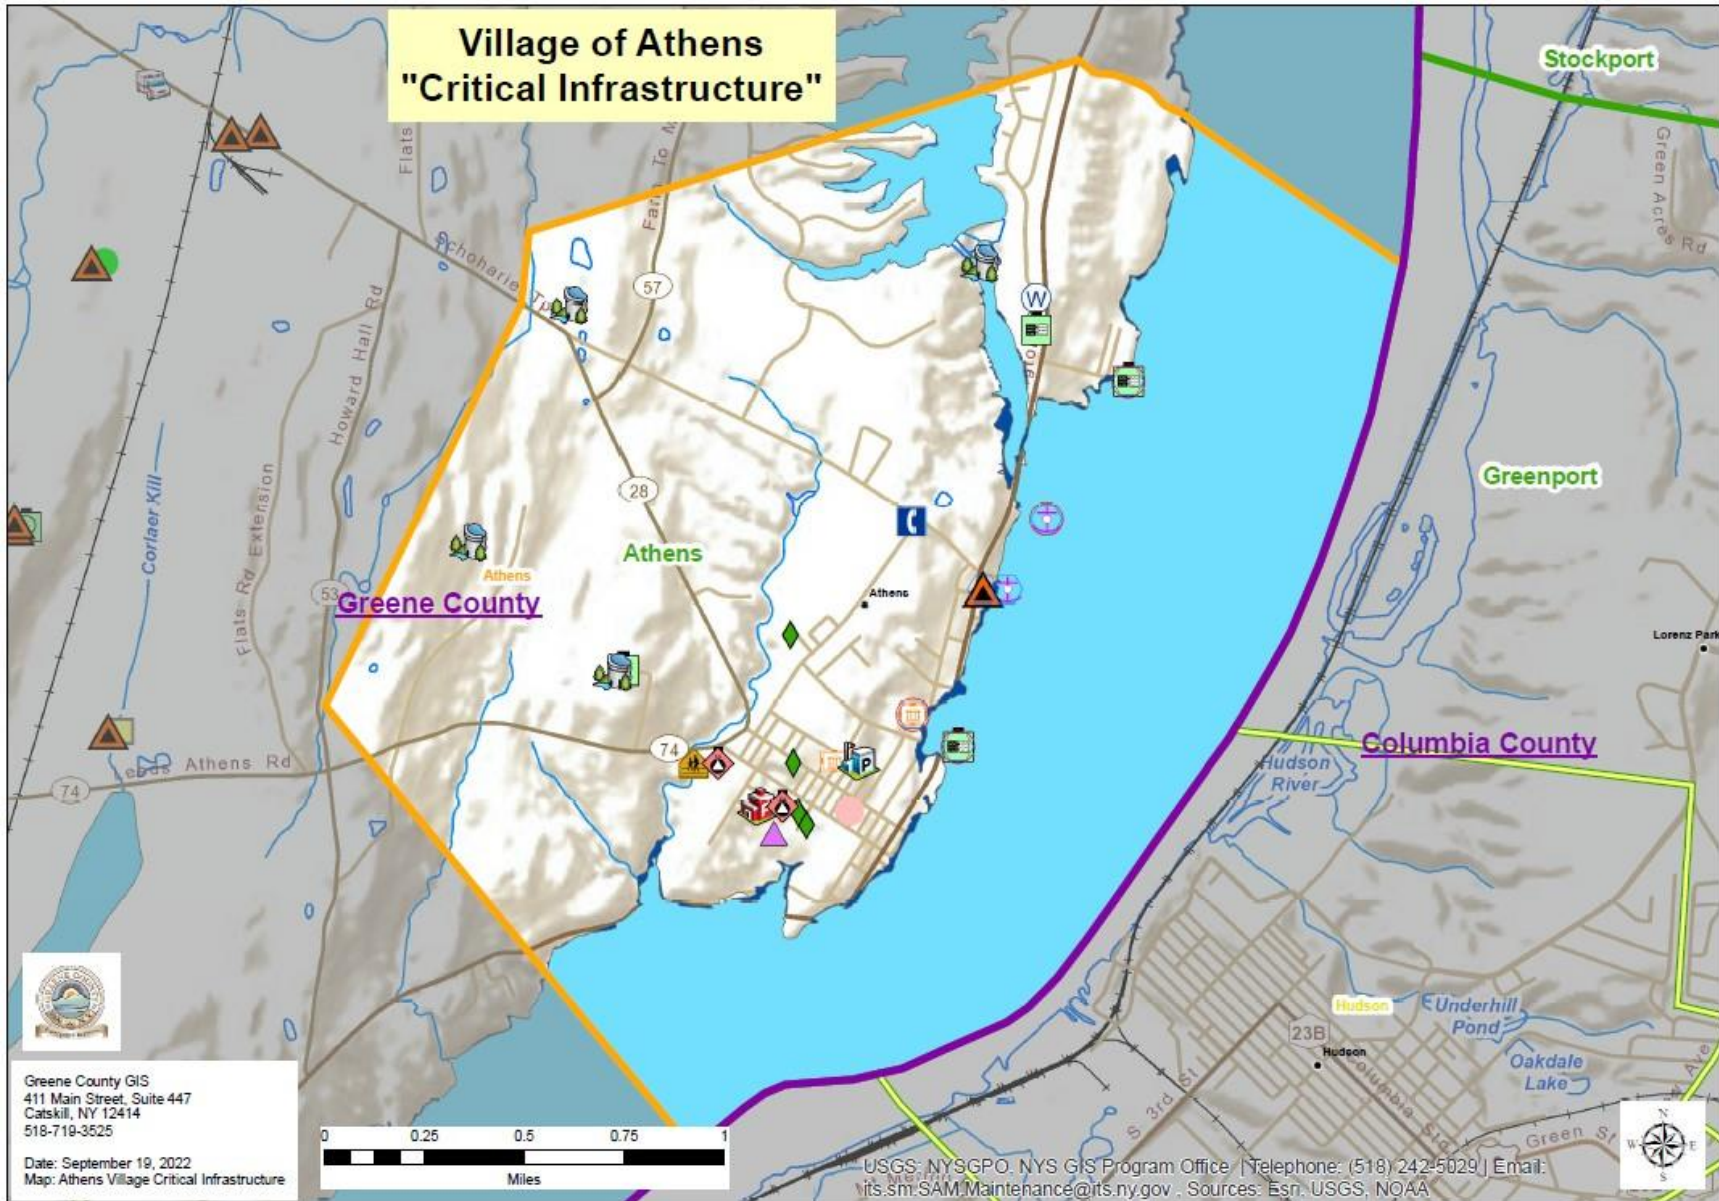 Village of Athens
"Critical Infrastructure"
Stockport
Green Acres Rd
Flats
Farm To M
Schoharie Tpk
57
W
Howard Hall Rd
Corlaer Kill
Greenport
28
Athens
Athens
Athens
Flats Rd Extension
53
Greene County
Lorenz Park
74
Leeds Athens Rd
74
P
Columbia County
Hudson
River
Hudson
Underhill
Pond
23B
Hudson
Oakdale
Lake
Columbia St
S 3rd St
Green St
Greene County GIS
411 Main Street, Suite 447
Catskill, NY 12414
518-719-3525
Date: September 19, 2022
Map: Athens Village Critical Infrastructure
0 0.25 0.5 0.75 1
Miles
N
W E
S
USGS: NYSGPO. NYS GIS Program Office | Telephone: (518) 242-5029 | Email:
its.sm.SAM.Maintenance@its.ny.gov . Sources: Esri. USGS, NOAA